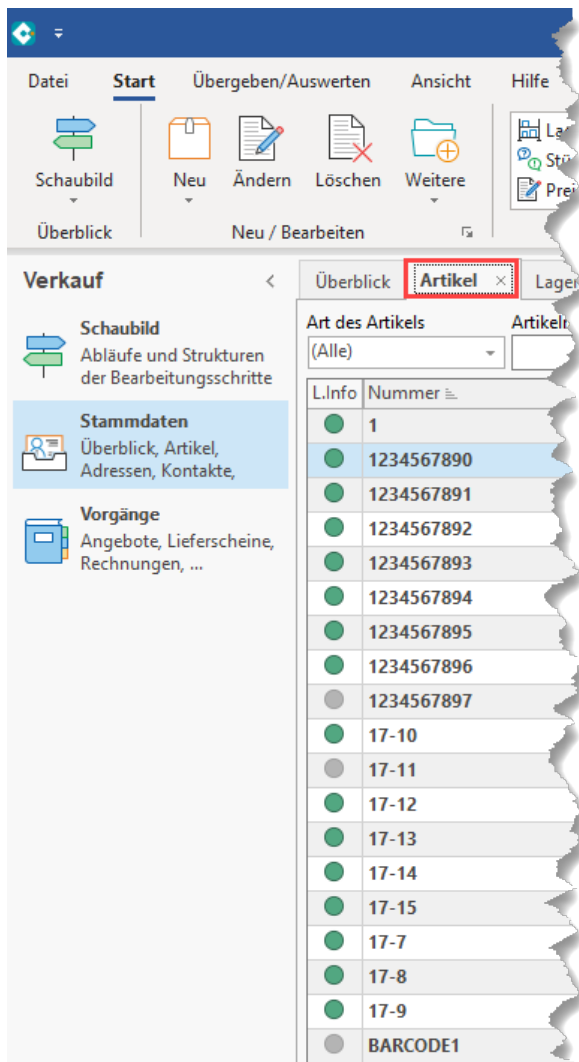 Datei Start Übergeben/Auswerten Ansicht Hilfe
Schaubild Neu Ändern Löschen Weitere
Überblick Neu / Bearbeiten
Verkauf
Schaubild
Abläufe und Strukturen
der Bearbeitungsschritte
Stammdaten
Überblick, Artikel,
Adressen, Kontakte,
Vorgänge
Angebote, Lieferscheine,
Rechnungen, ...
Überblick Artikel Lager
Art des Artikels
(Alle)
L.Info Nummer
1
1234567890
1234567891
1234567892
1234567893
1234567894
1234567895
1234567896
1234567897
17-10
17-11
17-12
17-13
17-14
17-15
17-7
17-8
17-9
BARCODE1